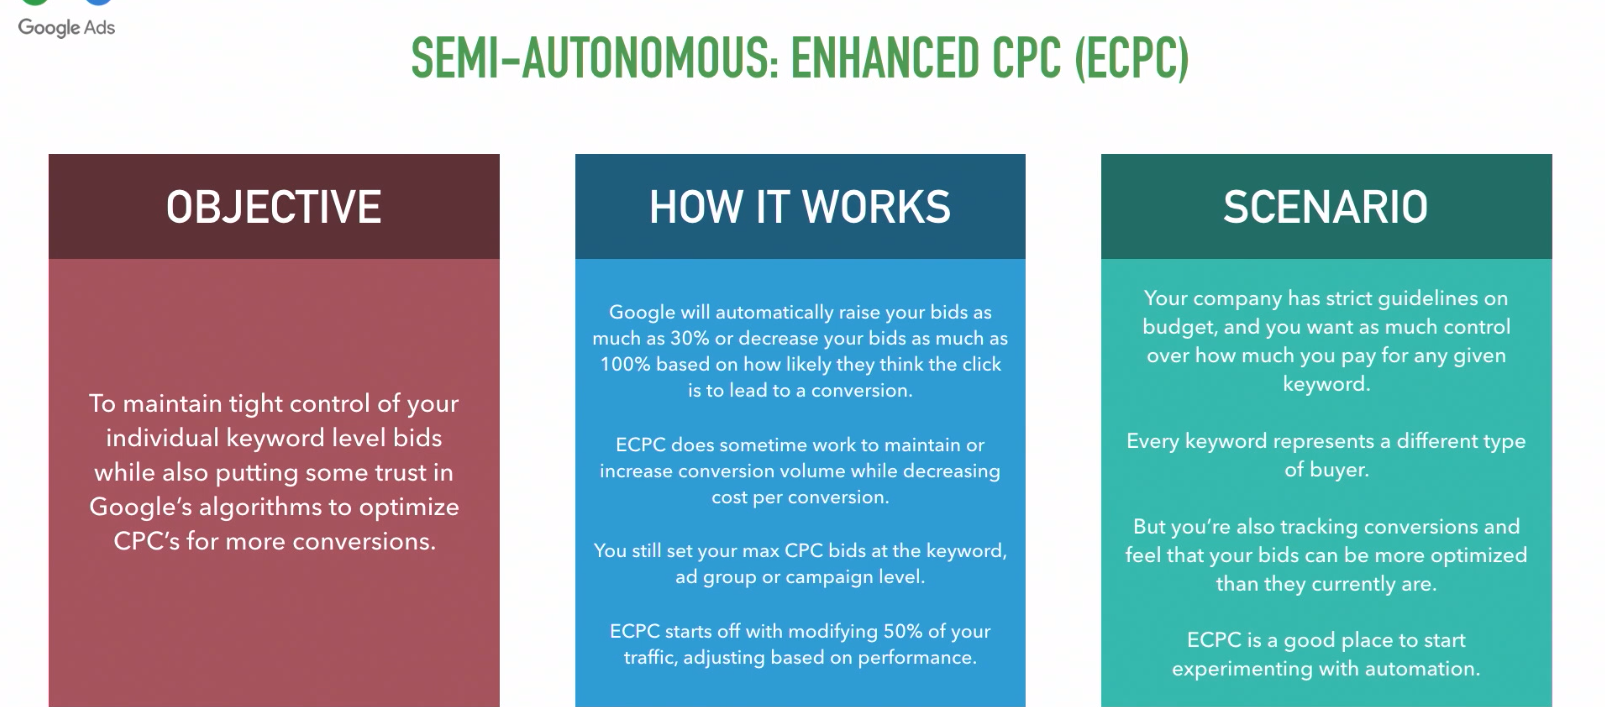 Google Ads
SEMI-AUTONOMOUS: ENHANCED CPC (ECPC)
OBJECTIVE
To maintain tight control of your
individual keyword level bids
while also putting some trust in
Google's algorithms to optimize
CPC's for more conversions.
HOW IT WORKS
Google will automatically raise your bids as
much as 30% or decrease your bids as much as
100% based on how likely they think the click
is to lead to a conversion.
ECPC does sometime work to maintain or
increase conversion volume while decreasing
cost per conversion.
You still set your max CPC bids at the keyword,
ad group or campaign level.
ECPC starts off with modifying 50% of your
traffic, adjusting based on performance.
SCENARIO
Your company has strict guidelines on
budget, and you want as much control
over how much you pay for any given
keyword.
Every keyword represents a different type
of buyer.
But you're also tracking conversions and
feel that your bids can be more optimized
than they currently are.
ECPC is a good place to start
experimenting with automation.